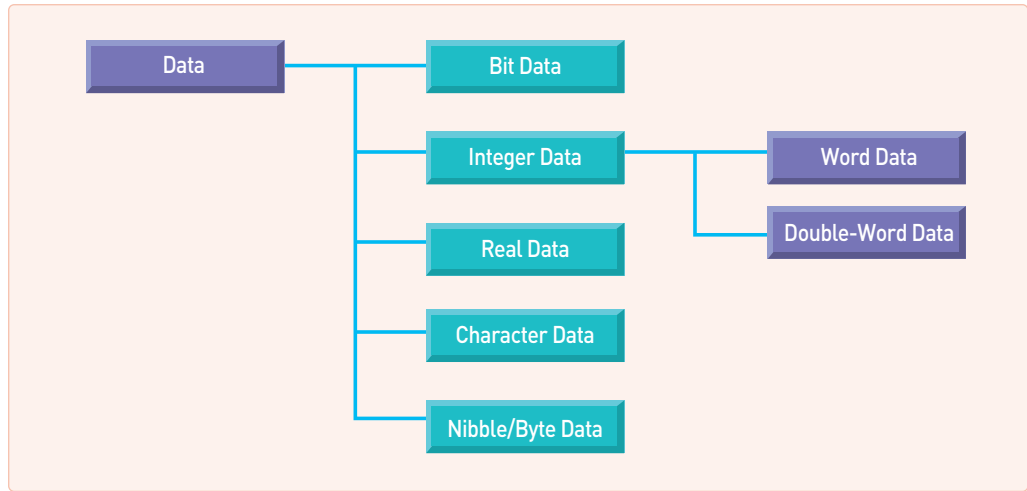 Data
Bit Data
Integer Data
Word Data
Double-Word Data
Real Data
Character Data
Nibble/Byte Data